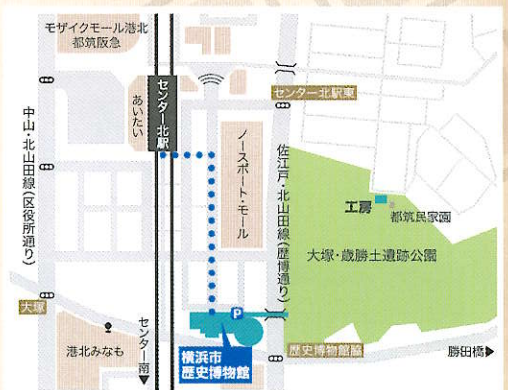 モザイクモール港北
都筑阪急
センター北駅
あいたい
センター北駅東
中山・北山田線(区役所通り)
ノースポート・モール
佐江戸・北山田線(歴博通り)
工房
都筑民家園
大塚・歳勝土遺跡公園
大塚
P
港北みなも
センター南▼
横浜市
歴史博物館
歴史博物館脇
勝田橋▶